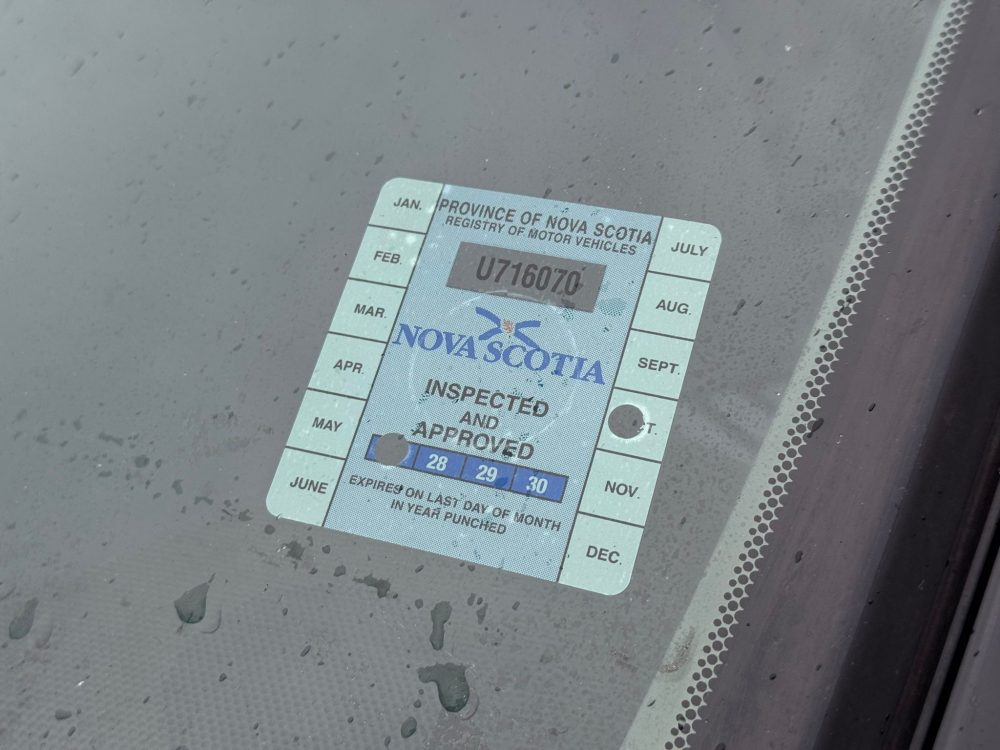 JAN.
FEB.
MAR.
APR.
MAY
JUNE
PROVINCE OF NOVA SCOTIA
REGISTRY OF MOTOR VEHICLES
U716070
NOVA SCOTIA
INSPECTED
AND
APPROVED
28 29 30
EXPIRES ON LAST DAY OF MONTH
IN YEAR PUNCHED
JULY
AUG.
SEPT.
NOV.
DEC.